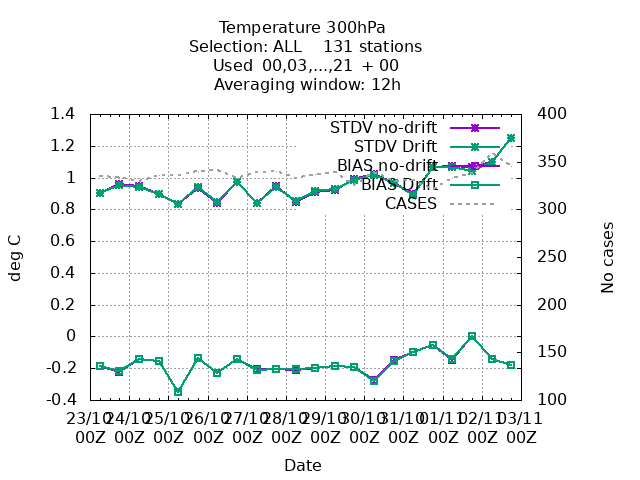 Temperature 300hPa
Selection: ALL 131 stations
Used 00,03,...,21 + 00
Averaging window: 12h
STDV no-drift
STDV Drift
BIAS no-drift
BIAS Drift
CASES
1.4
1.2
1
0.8
0.6
0.4
0.2
0
-0.2
-0.4
deg C
400
350
300
250
200
150
100
No cases
23/10 24/10 25/10 26/10 27/10 28/10 29/10 30/10 31/10 01/11 02/11 03/11
00Z 00Z 00Z 00Z 00Z 00Z 00Z 00Z 00Z 00Z 00Z 00Z
Date